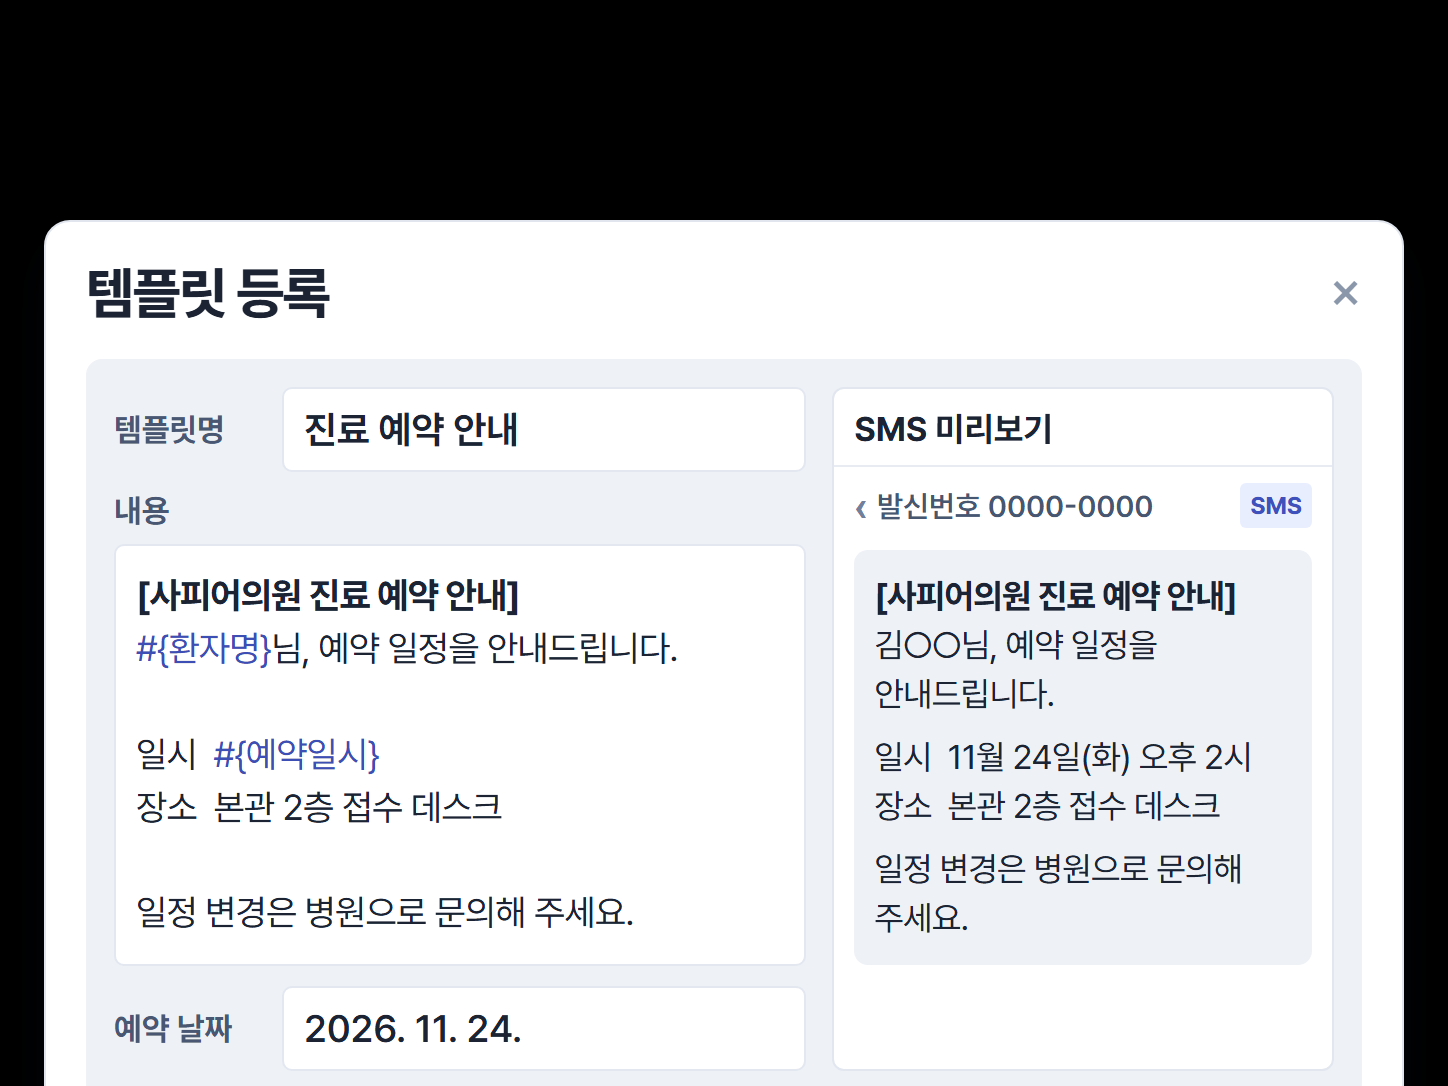 템플릿 등록
×
템플릿명
진료 예약 안내
내용
[사피어의원 진료 예약 안내]
#{환자명}님, 예약 일정을 안내드립니다.
일시 #{예약일시}
장소 본관 2층 접수 데스크
일정 변경은 병원으로 문의해 주세요.
예약 날짜
2026. 11. 24.
SMS 미리보기
‹ 발신번호 0000-0000
SMS
[사피어의원 진료 예약 안내]
김〇〇님, 예약 일정을
안내드립니다.
일시 11월 24일(화) 오후 2시
장소 본관 2층 접수 데스크
일정 변경은 병원으로 문의해
주세요.